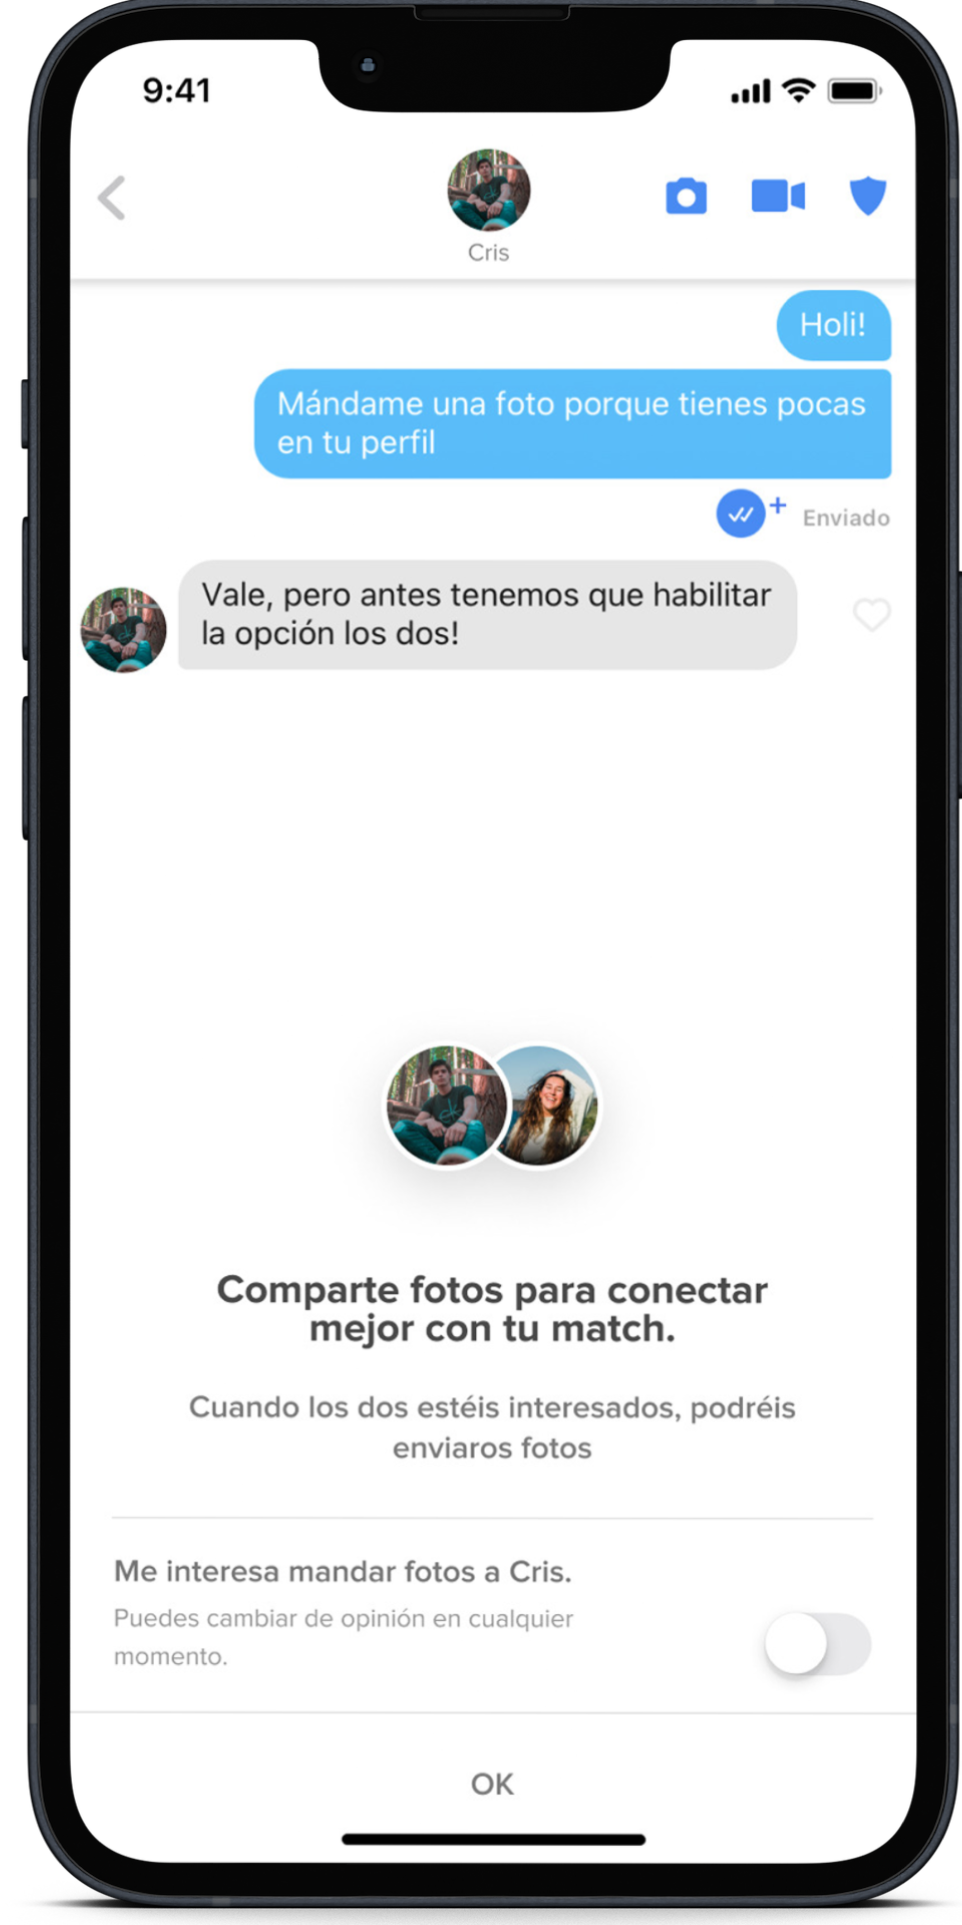 9:41
Cris
Holi!
Mándame una foto porque tienes pocas
en tu perfil
Enviado
Vale, pero antes tenemos que habilitar
la opción los dos!
Comparte fotos para conectar
mejor con tu match.
Cuando los dos estéis interesados, podréis
enviaros fotos
Me interesa mandar fotos a Cris.
Puedes cambiar de opinión en cualquier
momento.
OK